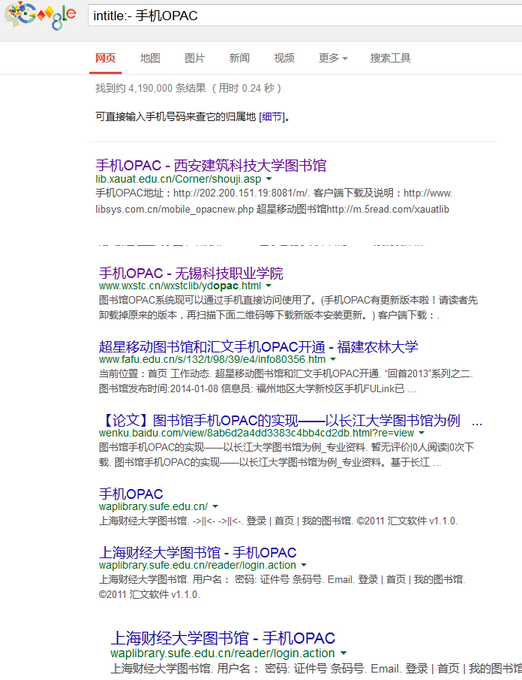 Google
intitle:- 手机OPAC
网页 地图 图片 新闻 视频 更多 搜索工具
找到约 4,190,000 条结果 （用时 0.24 秒）
可直接输入手机号码来查它的归属地 [细节]。
手机OPAC - 西安建筑科技大学图书馆
lib.xauat.edu.cn/Corner/shouji.asp
手机OPAC地址：http://202.200.151.19:8081/m/. 客户端下载及说明：http://www.
libsys.com.cn/mobile_opacnew.php 超星移动图书馆http://m.5read.com/xauatlib
手机OPAC - 无锡科技职业学院
www.wxstc.cn/wxstclib/ydopac.html
图书馆OPAC系统现可以通过手机直接访问使用了。(手机OPAC有更新版本啦！请读者先
卸载掉原来的版本，再扫描下面二维码等下载新版本安装更新。) 客户端下载：.
超星移动图书馆和汇文手机OPAC开通 - 福建农林大学
www.fafu.edu.cn/s/132/t/98/39/e4/info80356.htm
当前位置：首页 工作动态. 超星移动图书馆和汇文手机OPAC开通. “回首2013”系列之二.
图书馆发布时间:2014-01-08 信息员: 福州地区大学新校区手机FULink已 ...
【论文】图书馆手机OPAC的实现——以长江大学图书馆为例 ...
wenku.baidu.com/view/8ab6d2a4dd3383c4bb4cd2db.html?re=view
图书馆手机OPAC的实现——以长江大学图书馆为例_专业资料. 暂无评价|0人阅读|0次下
载. 图书馆手机OPAC的实现——以长江大学图书馆为例_专业资料。基于长江 ...
手机OPAC
waplibrary.sufe.edu.cn/
上海财经大学图书馆. ->||<- ->||<-. 登录 | 首页 | 我的图书馆. ©2011 汇文软件 v1.1.0.
上海财经大学图书馆 - 手机OPAC
waplibrary.sufe.edu.cn/reader/login.action
上海财经大学图书馆. 用户名： 密码: 证件号 条码号. Email. 登录 | 首页 | 我的图书馆.
©2011 汇文软件 v1.1.0.
上海财经大学图书馆 - 手机OPAC
waplibrary.sufe.edu.cn/reader/login.action
上海财经大学图书馆. 用户名： 密码: 证件号 条码号. Email. 登录 | 首页 | 我的图书馆